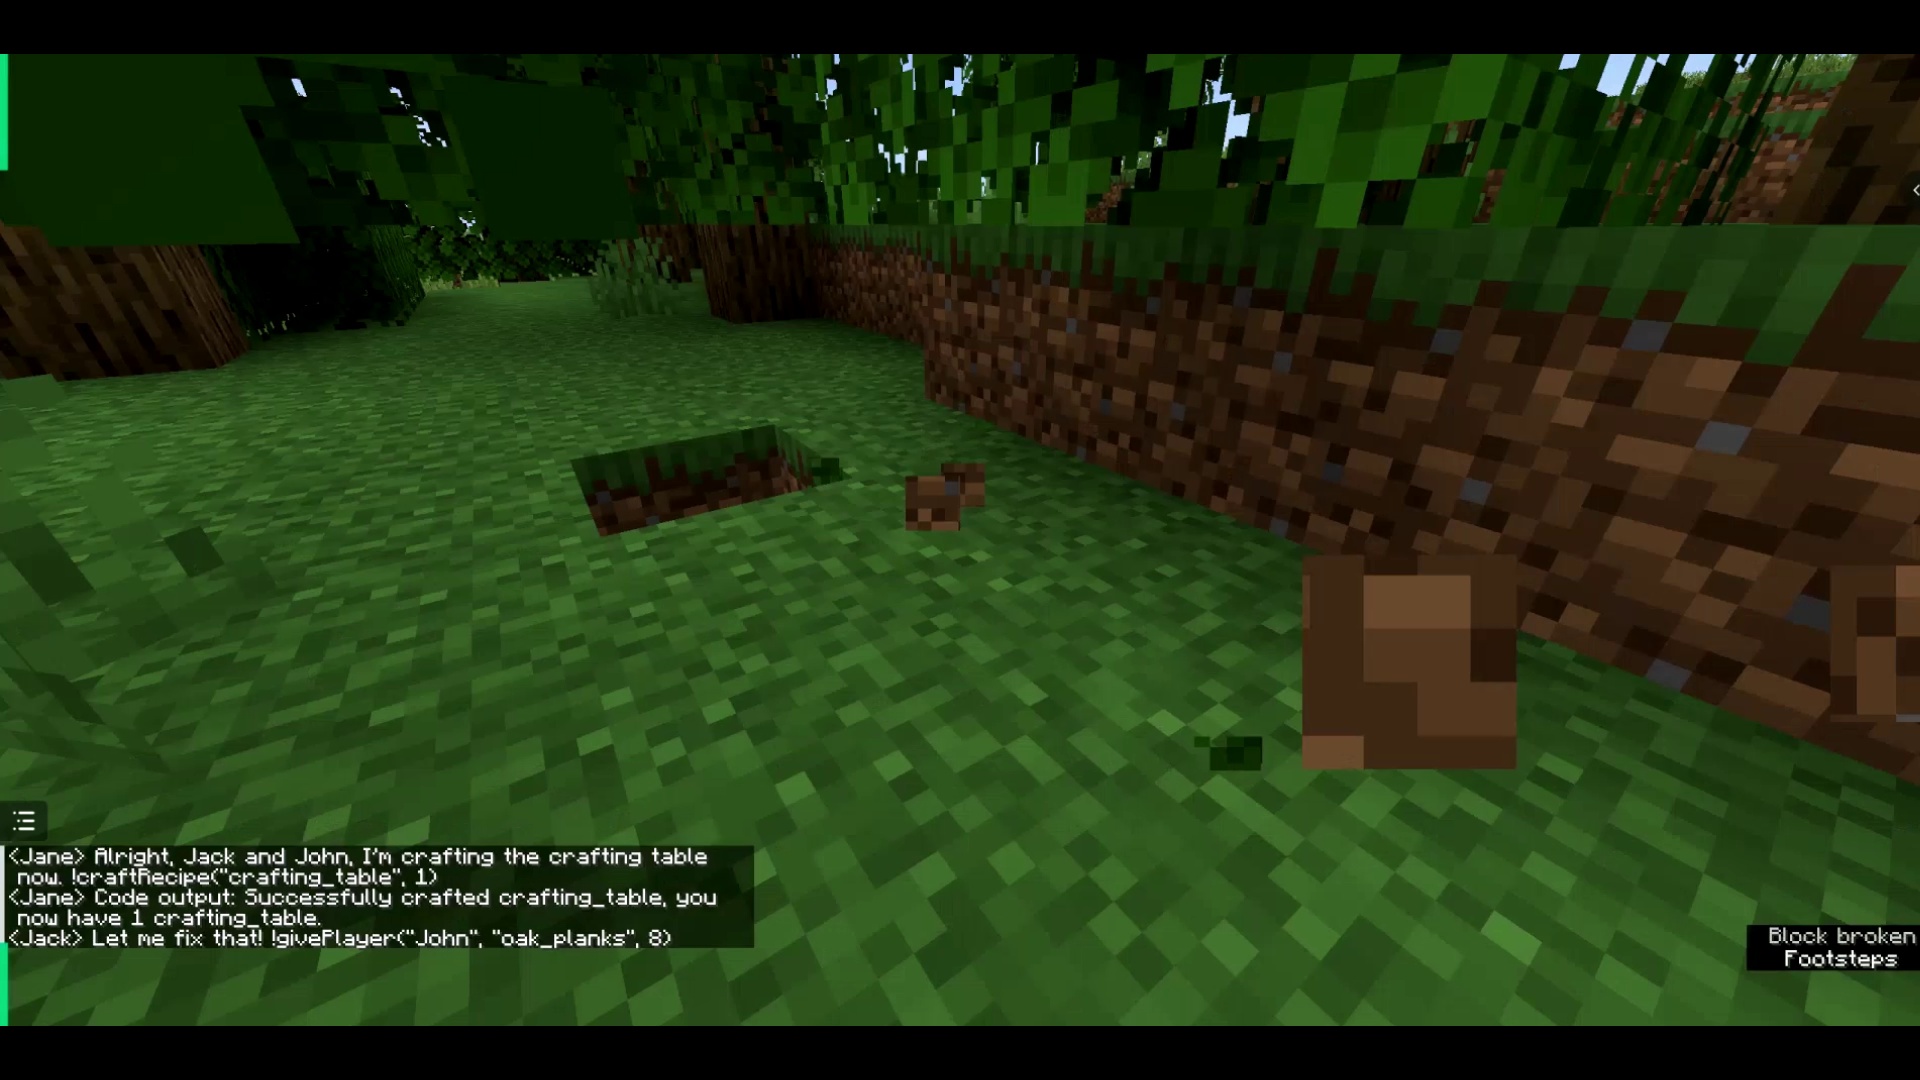 <Jane> Alright, Jack and John, I'm crafting the crafting table
now. !craftRecipe("crafting_table", 1)
<Jane> Code output: Successfully crafted crafting_table, you
now have 1 crafting_table.
<Jack> Let me fix that! !givePlayer("John", "oak_planks", 8)
Block broken
Footsteps